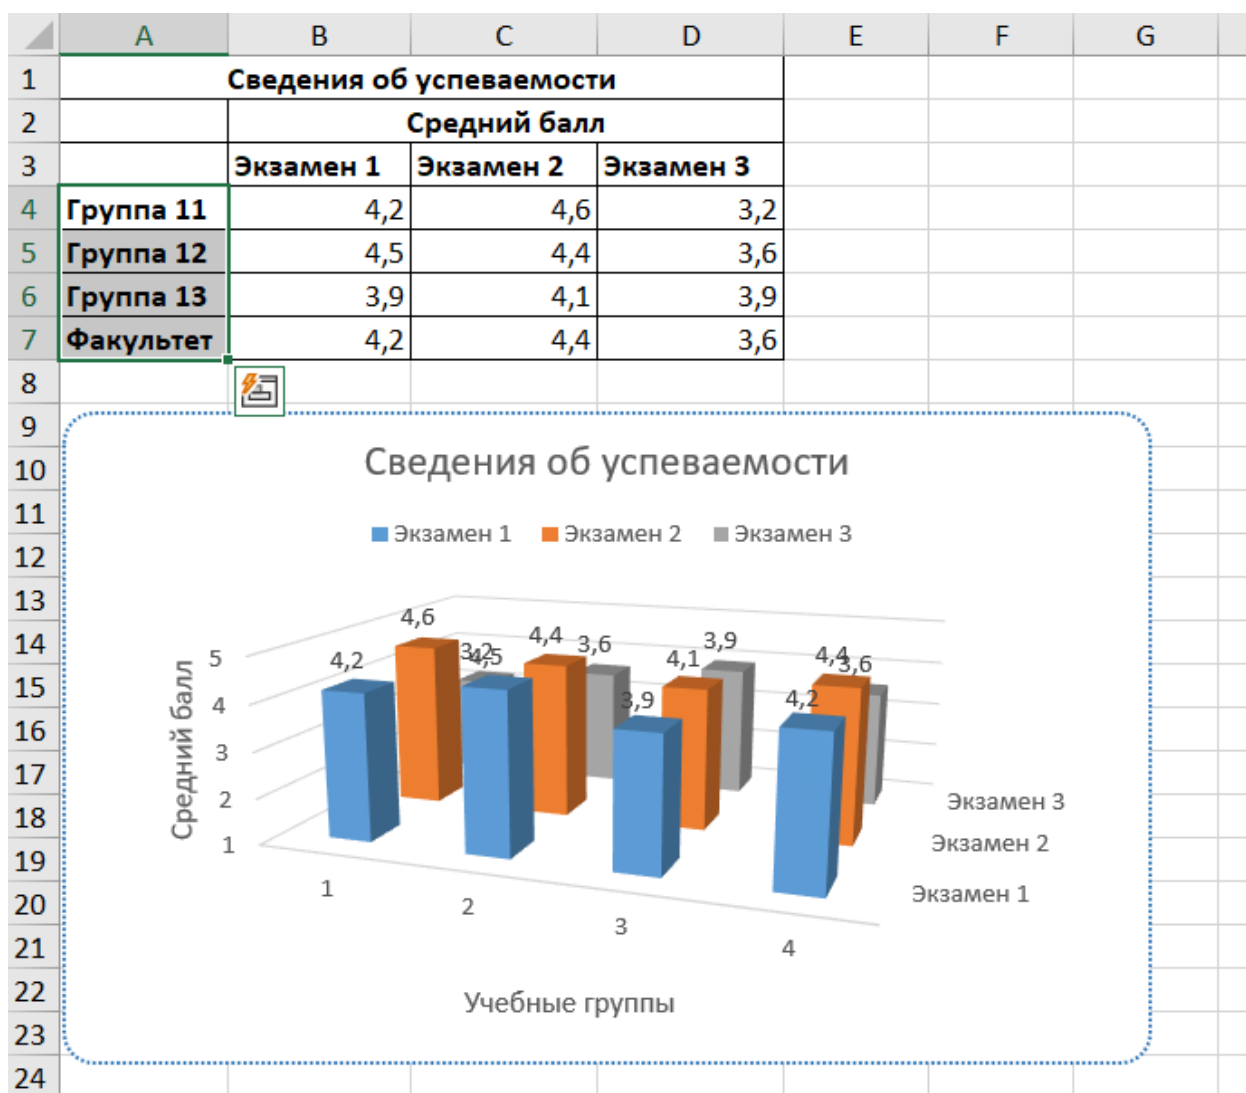 A B C D E F G
1 Сведения об успеваемости
2 Средний балл
3 Экзамен 1 Экзамен 2 Экзамен 3
4 Группа 11 4,2 4,6 3,2
5 Группа 12 4,5 4,4 3,6
6 Группа 13 3,9 4,1 3,9
7 Факультет 4,2 4,4 3,6
8
9
10
11
12
13
14
15
16
17
18
19
20
21
22
23
24
Сведения об успеваемости
Экзамен 1 Экзамен 2 Экзамен 3
4,6
4,2 3,2 4,5 4,4 3,6 4,1 3,9 4,4 3,6
3,9 4,2
5
4
3
2
1
Средний балл
Экзамен 3
Экзамен 2
Экзамен 1
1
2
3
4
Учебные группы